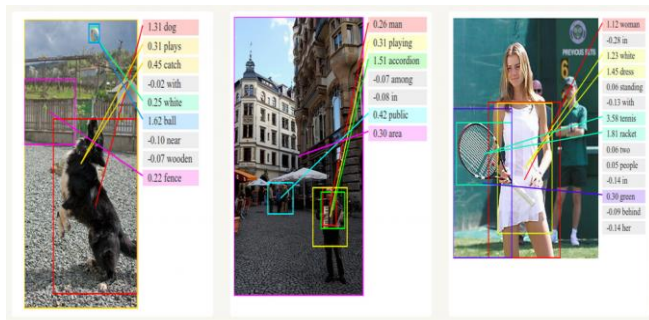 1.31 dog
0.31 plays
0.45 catch
-0.02 with
0.25 white
1.62 ball
-0.10 near
-0.07 wooden
0.22 fence
0.26 man
0.31 playing
1.51 accordion
-0.07 among
-0.08 in
0.42 public
0.30 area
1.12 woman
-0.28 in
1.23 white
1.45 dress
0.06 standing
-0.13 with
3.58 tennis
1.81 racket
0.06 two
0.05 people
-0.14 in
0.30 green
-0.09 behind
-0.14 her
PREVIOUS
6